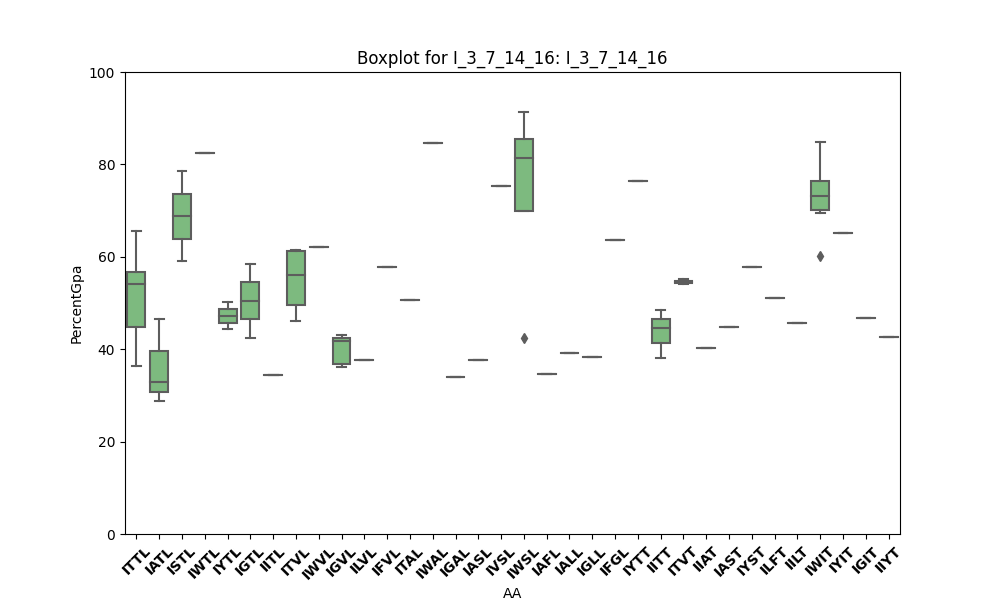 Boxplot for I_3_7_14_16: I_3_7_14_16
PercentGpa
100
80
60
40
20
0
ITTL IATL ISTL IWTL IYTL IGTL IITL ITVL IWVL IGVL ILVL IFVL ITAL IWAL IGAL IASL IVSL IWSL IAFL IALL IGLL IFGL IYTT IITT ITVT IIAT IAST IYST ILFT IILT IWIT IYIT IGIT IIYT
AA